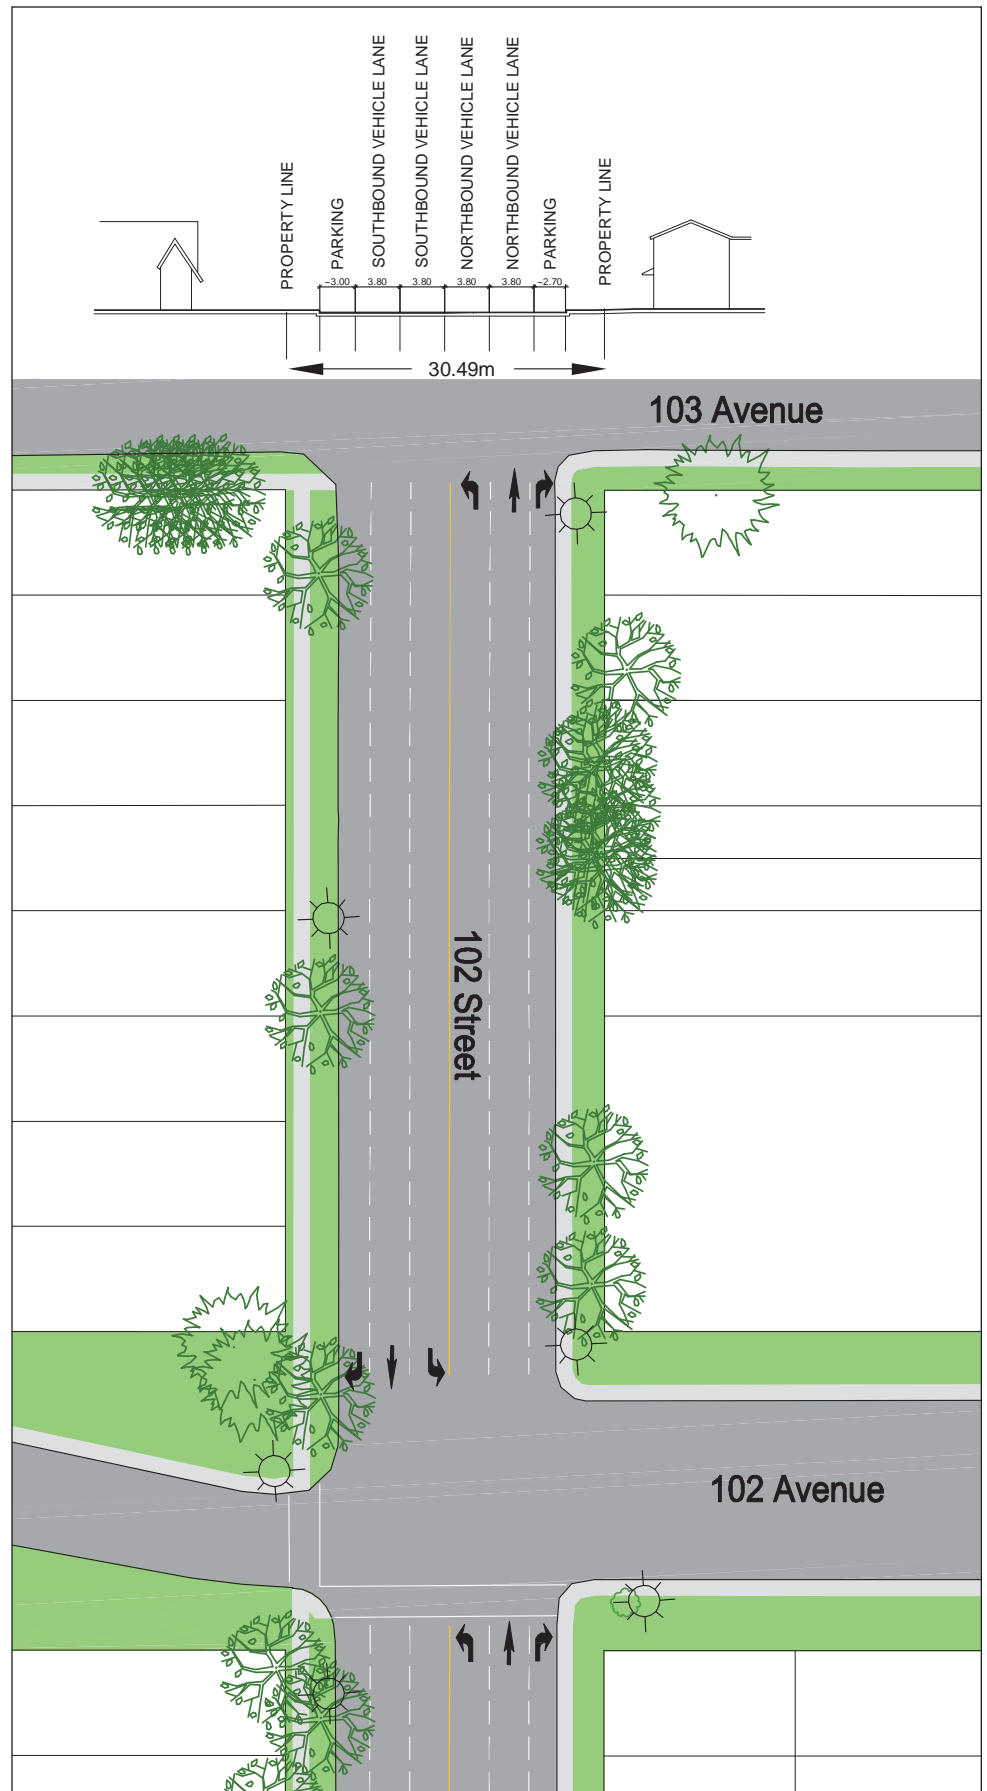 PROPERTY LINE
PARKING
SOUTHBOUND VEHICLE LANE
SOUTHBOUND VEHICLE LANE
NORTHBOUND VEHICLE LANE
NORTHBOUND VEHICLE LANE
PARKING
PROPERTY LINE
~3.00 3.80 3.80 3.80 3.80 ~2.70
30.49m
103 Avenue
102 Street
102 Avenue